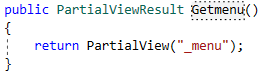 public PartialViewResult Getmenu()
{
    return PartialView("_menu");
}